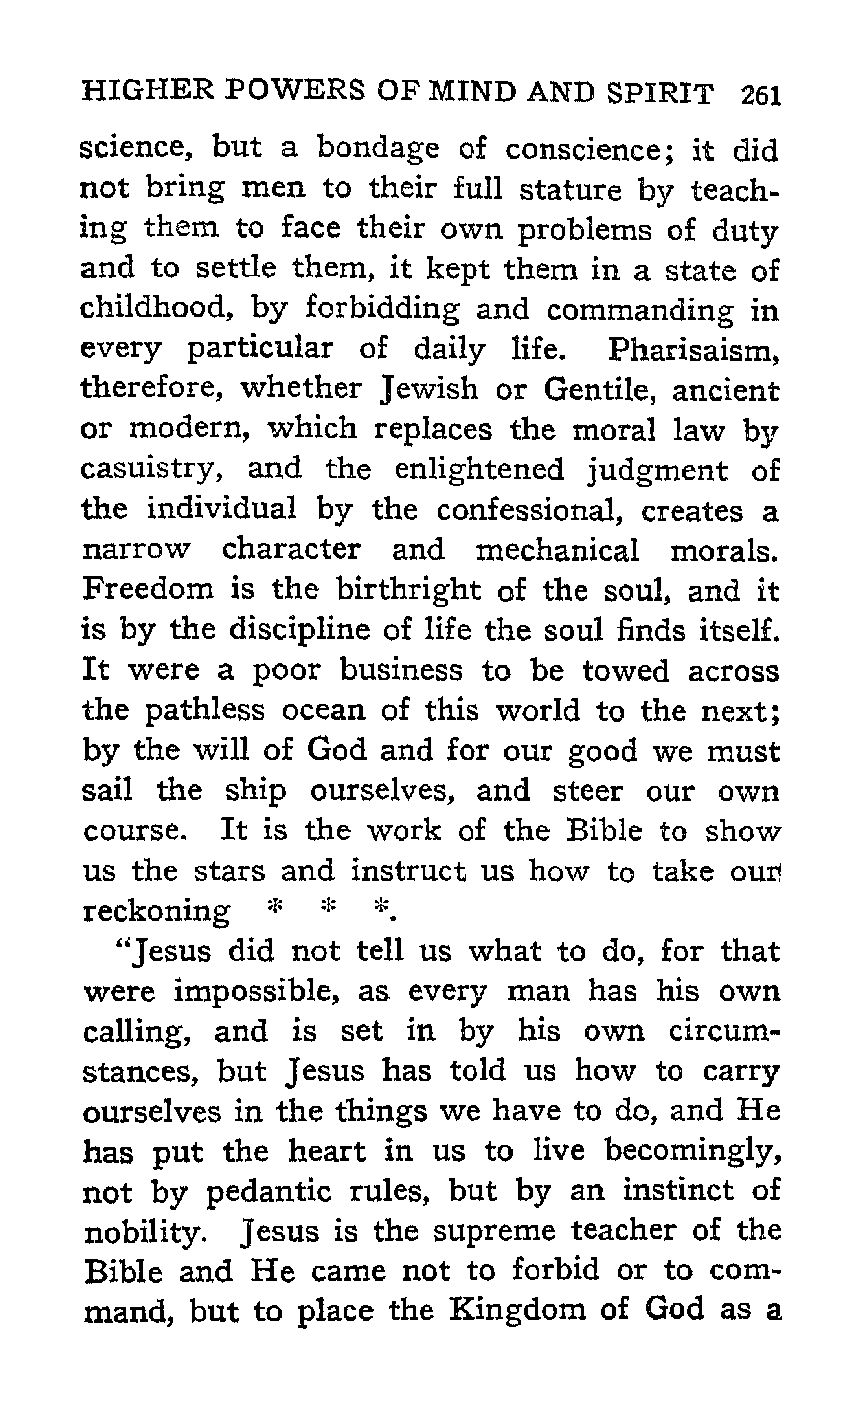 HIGHER POWERS OF MIND AND SPIRIT 261
science, but a bondage of conscience; it did
not bring men to their full stature by teach-
ing them to face their own problems of duty
and to settle them, it kept them in a state of
childhood, by forbidding and commanding in
every particular of daily life. Pharisaism,
therefore, whether Jewish or Gentile, ancient
or modern, which replaces the moral law by
casuistry, and the enlightened judgment of
the individual by the confessional, creates a
narrow character and mechanical morals.
Freedom is the birthright of the soul, and it
is by the discipline of life the soul finds itself.
It were a poor business to be towed across
the pathless ocean of this world to the next;
by the will of God and for our good we must
sail the ship ourselves, and steer our own
course. It is the work of the Bible to show
us the stars and instruct us how to take our
reckoning * * *.
“Jesus did not tell us what to do, for that
were impossible, as every man has his own
calling, and is set in by his own circum-
stances, but Jesus has told us how to carry
ourselves in the things we have to do, and He
has put the heart in us to live becomingly,
not by pedantic rules, but by an instinct of
nobility. Jesus is the supreme teacher of the
Bible and He came not to forbid or to com-
mand, but to place the Kingdom of God as a